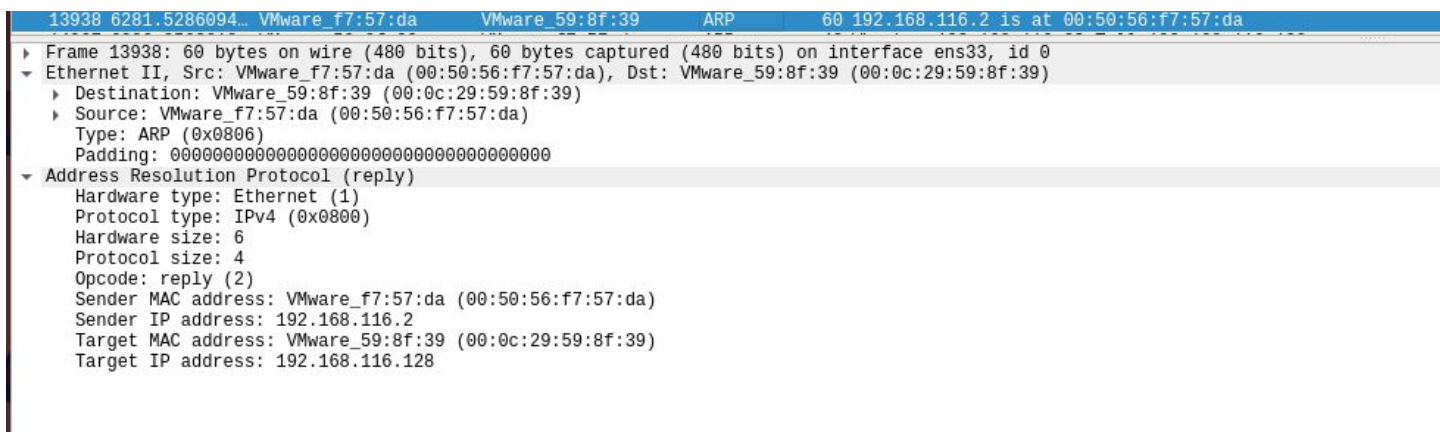 13938 6281.5286094… VMware_f7:57:da VMware_59:8f:39 ARP 60 192.168.116.2 is at 00:50:56:f7:57:da
Frame 13938: 60 bytes on wire (480 bits), 60 bytes captured (480 bits) on interface ens33, id 0
Ethernet II, Src: VMware_f7:57:da (00:50:56:f7:57:da), Dst: VMware_59:8f:39 (00:0c:29:59:8f:39)
Destination: VMware_59:8f:39 (00:0c:29:59:8f:39)
Source: VMware_f7:57:da (00:50:56:f7:57:da)
Type: ARP (0x0806)
Padding: 000000000000000000000000000000000000
Address Resolution Protocol (reply)
Hardware type: Ethernet (1)
Protocol type: IPv4 (0x0800)
Hardware size: 6
Protocol size: 4
Opcode: reply (2)
Sender MAC address: VMware_f7:57:da (00:50:56:f7:57:da)
Sender IP address: 192.168.116.2
Target MAC address: VMware_59:8f:39 (00:0c:29:59:8f:39)
Target IP address: 192.168.116.128